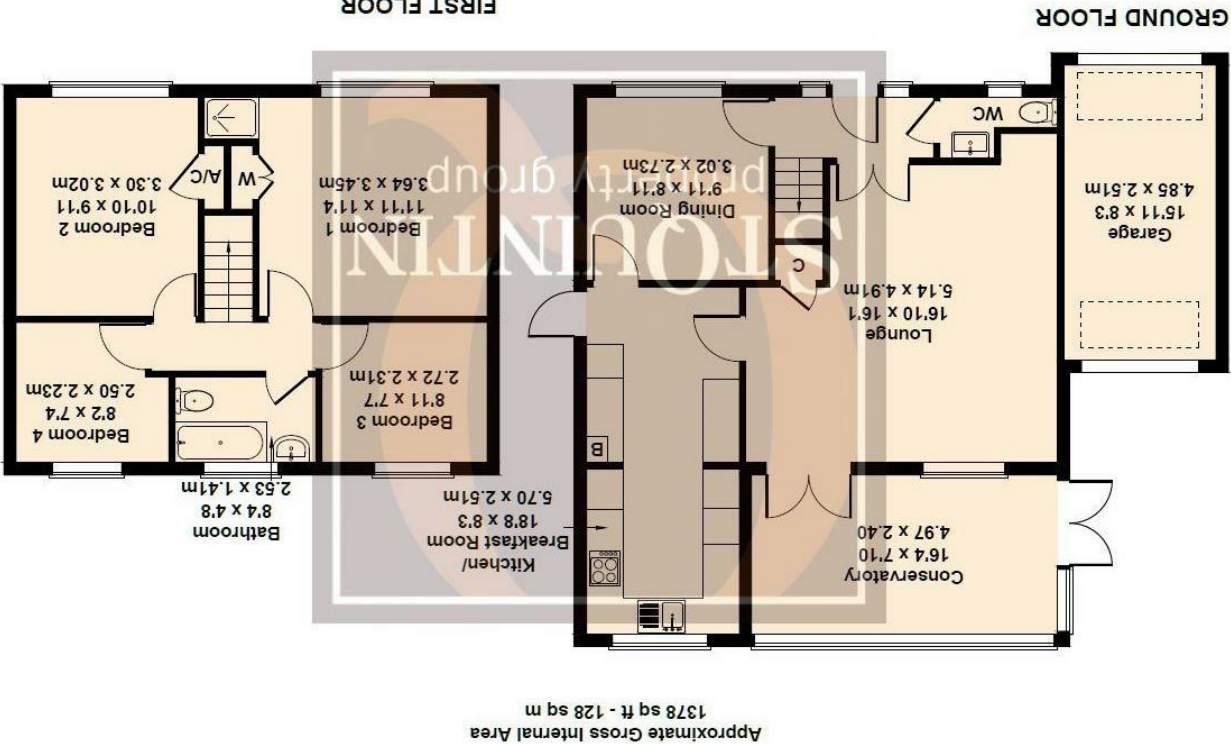 Approximate Gross Internal Area
1378 sq ft - 128 sq m
Conservatory
16'4 x 7'10
4.97 x 2.40
Kitchen/
Breakfast Room
18'8 x 8'3
5.70 x 2.51m
B
Lounge
16'10 x 16'1
5.14 x 4.91m
C
Garage
15'11 x 8'3
4.85 x 2.51m
Dining Room
9'11 x 8'11
3.02 x 2.73m
WC
GROUND FLOOR
Bathroom
8'4 x 4'8
2.53 x 1.41m
Bedroom 3
8'11 x 7'7
2.72 x 2.31m
Bedroom 4
8'2 x 7'4
2.50 x 2.23m
Bedroom 1
11'11 x 11'4
3.64 x 3.45m
W
A/C
Bedroom 2
10'10 x 9'11
3.30 x 3.02m
FIRST FLOOR
STQUINTIN
property group